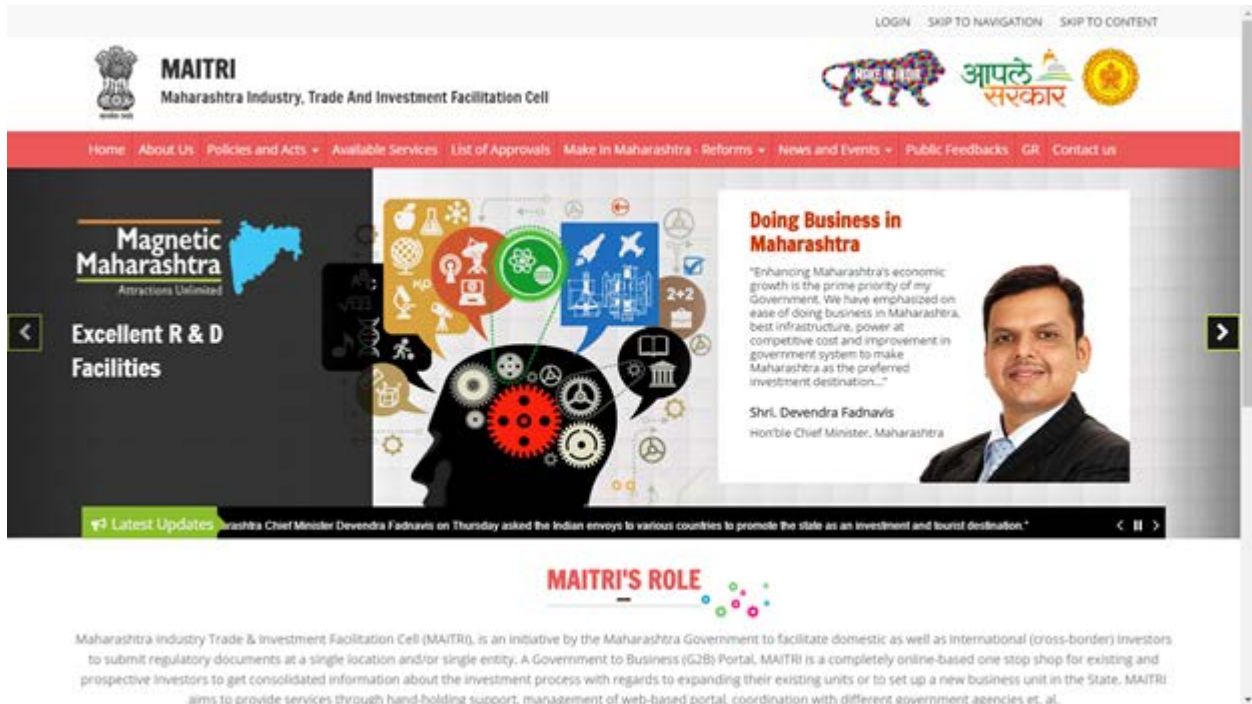 LOGIN SKIP TO NAVIGATION SKIP TO CONTENT
MAITRI
Maharashtra Industry, Trade And Investment Facilitation Cell
MAKE IN INDIA
आपले
सरकार
Home About Us Policies and Acts Available Services List of Approvals Make In Maharashtra - Reforms News and Events Public Feedbacks GR Contact us
Magnetic
Maharashtra
Attractions Unlimited
Excellent R & D
Facilities
H₂O
2+2
Doing Business in
Maharashtra
"Enhancing Maharashtra's economic
growth is the prime priority of my
Government. We have emphasized on
ease of doing business in Maharashtra,
best infrastructure, power at
competitive cost and improvement in
government system to make
Maharashtra as the preferred
investment destination..."
Shri. Devendra Fadnavis
Hon'ble Chief Minister, Maharashtra
Latest Updates arashtra Chief Minister Devendra Fadnavis on Thursday asked the Indian envoys to various countries to promote the state as an investment and tourist destination."
MAITRI'S ROLE
Maharashtra Industry Trade & Investment Facilitation Cell (MAITRI), is an initiative by the Maharashtra Government to facilitate domestic as well as International (cross-border) Investors
to submit regulatory documents at a single location and/or single entity. A Government to Business (G2B) Portal, MAITRI is a completely online-based one stop shop for existing and
prospective Investors to get consolidated information about the investment process with regards to expanding their existing units or to set up a new business unit in the State. MAITRI
aims to provide services through hand-holding support, management of web-based portal, coordination with different government agencies et. al.